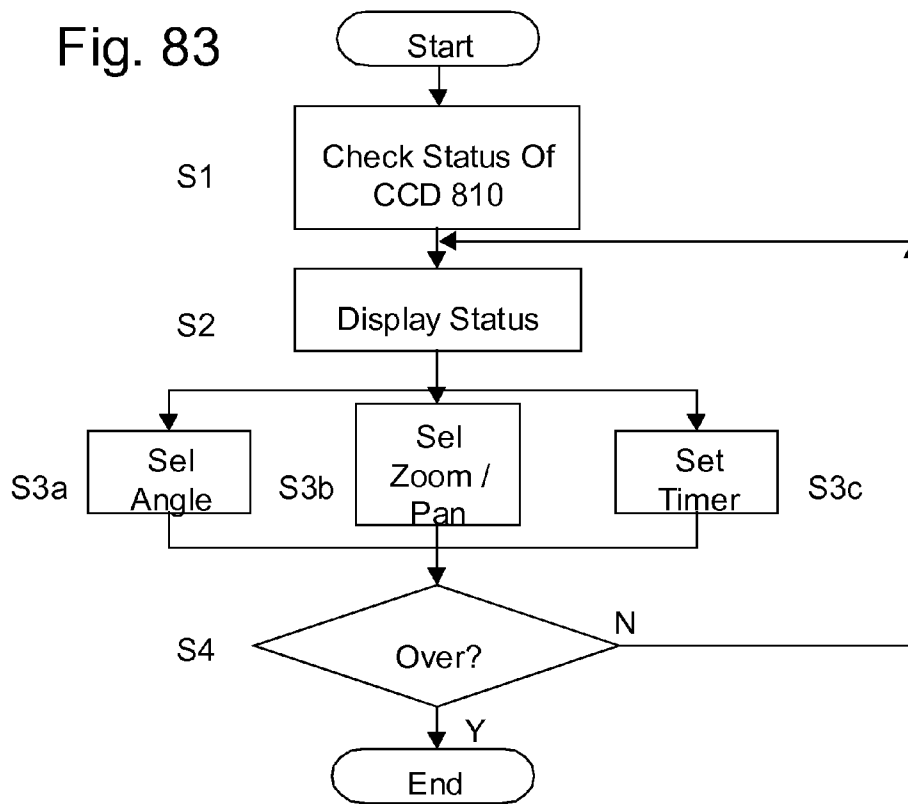 Fig. 83
Start
S1
Check Status Of
CCD 810
S2
Display Status
S3a
Sel
Angle
S3b
Sel
Zoom /
Pan
Set
Timer
S3c
S4
Over?
N
Y
End